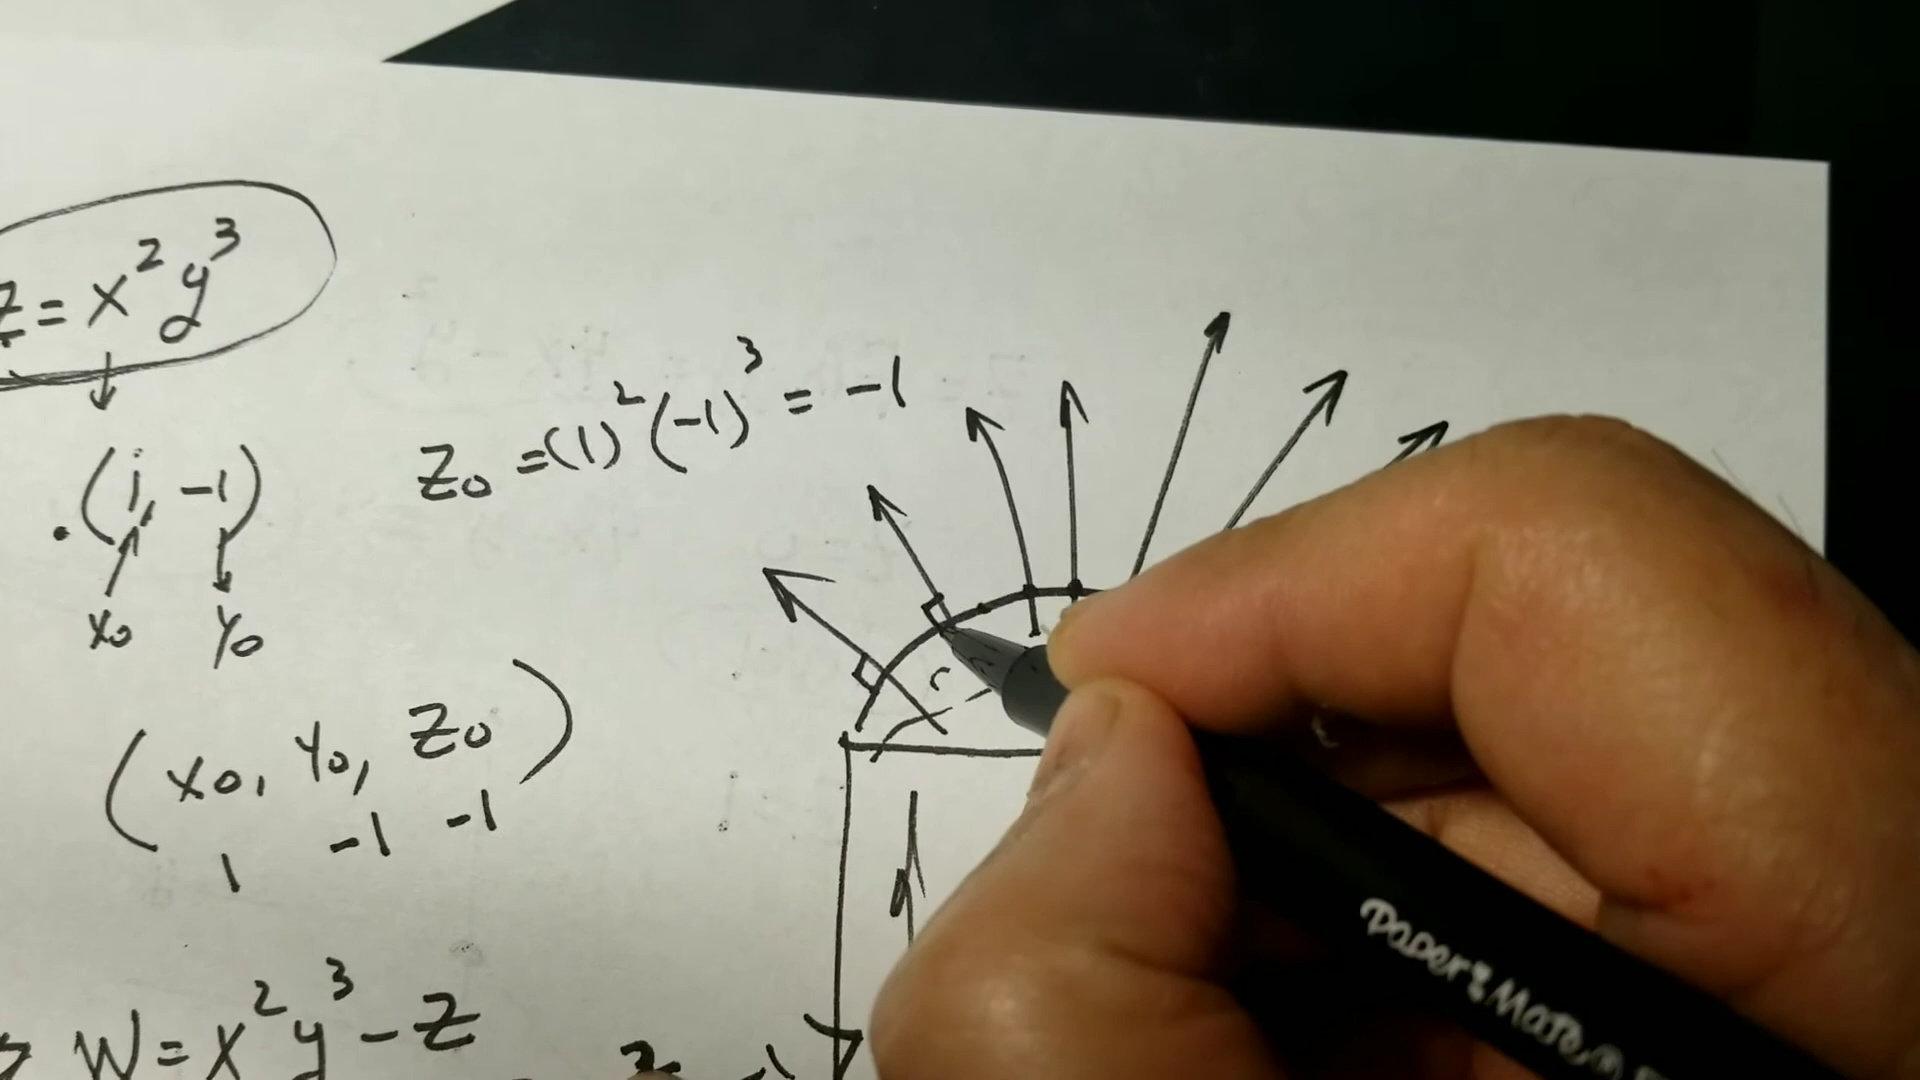 z = x²y³
z₀ = (1)²(-1)³ = -1
(1, -1)
x₀ y₀
(x₀, y₀, z₀)
1 -1 -1
W = x²y³ - z
Paper Mate®